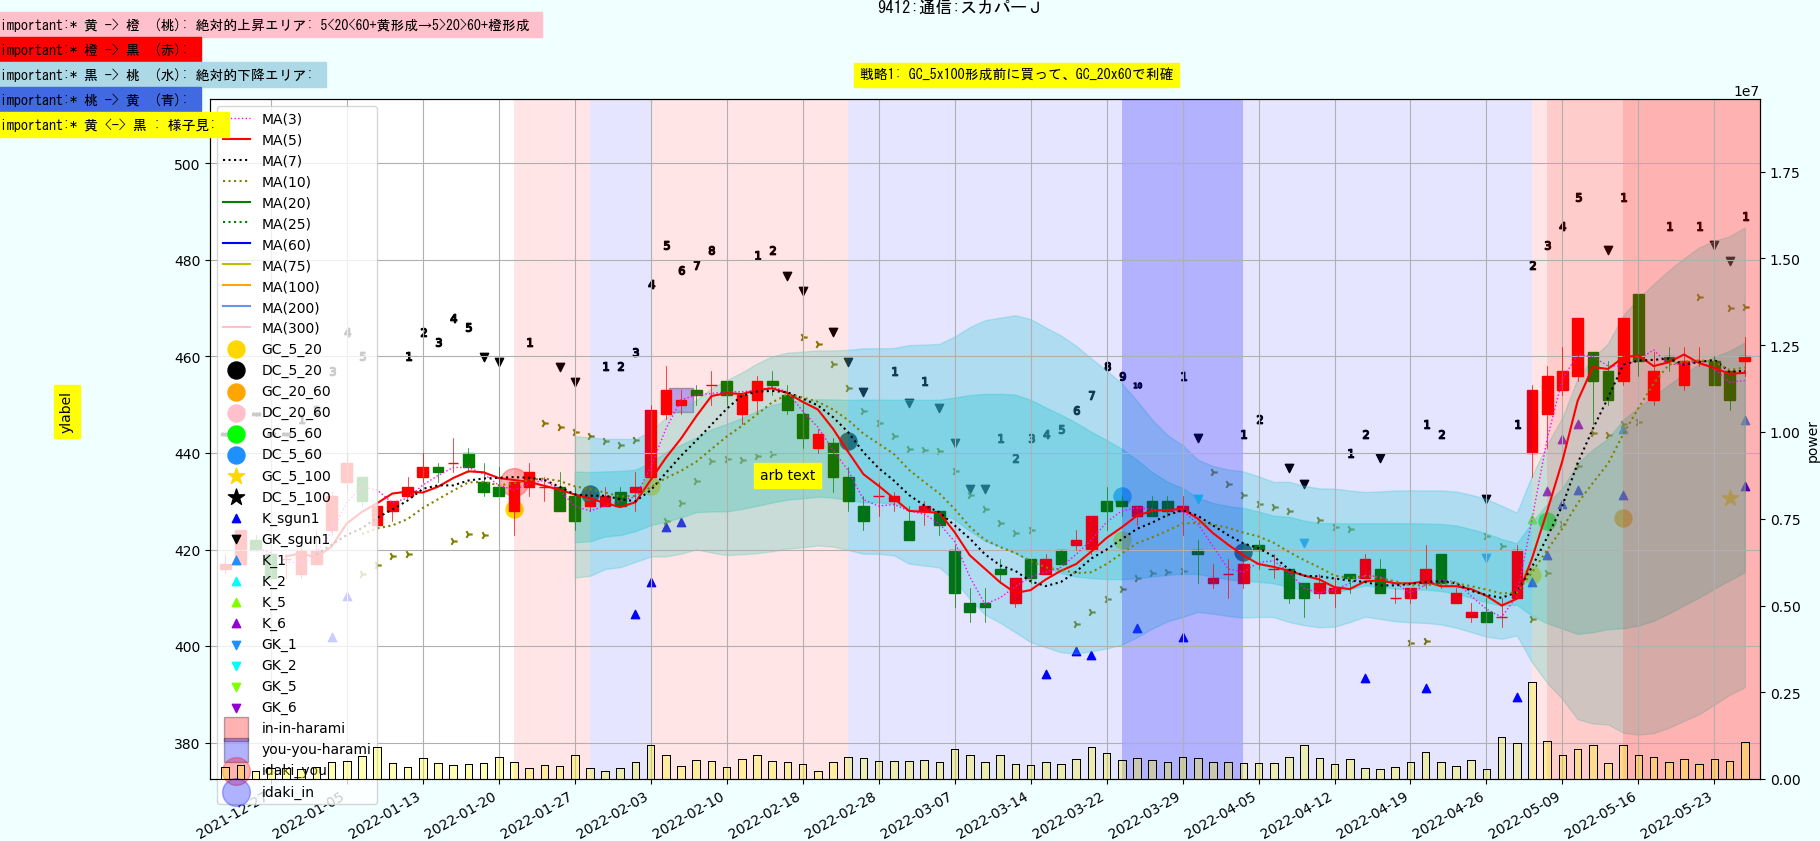 9412:通信:スカパーJ
important:* 黄 -> 橙 (桃): 絶対的上昇エリア: 5<20<60+黄形成→5>20>60+橙形成
important:* 橙 -> 黒 (赤):
important:* 黒 -> 桃 (水): 絶対的下降エリア:
戦略1: GC_5x100形成前に買って、GC_20x60で利確
important:* 桃 -> 黄 (青):
important:* 黄 <-> 黒 : 様子見:
1e7
MA(3)
MA(5)
MA(7)
MA(10)
MA(20)
MA(25)
MA(60)
MA(75)
MA(100)
MA(200)
MA(300)
GC_5_20
DC_5_20
GC_20_60
DC_20_60
GC_5_60
DC_5_60
GC_5_100
DC_5_100
K_sgun1
GK_sgun1
K_1
K_2
K_5
K_6
GK_1
GK_2
GK_5
GK_6
in-in-harami
you-you-harami
idaki_you
idaki_in
500
480
460
440
420
400
380
ylabel
arb text
1.75
1.50
1.25
1.00
0.75
0.50
0.25
0.00
power
2022-01-05
2022-01-13
2022-01-20
2022-01-27
2022-02-03
2022-02-10
2022-02-18
2022-02-28
2022-03-07
2022-03-14
2022-03-22
2022-03-29
2022-04-05
2022-04-12
2022-04-19
2022-04-26
2022-05-09
2022-05-16
2022-05-23